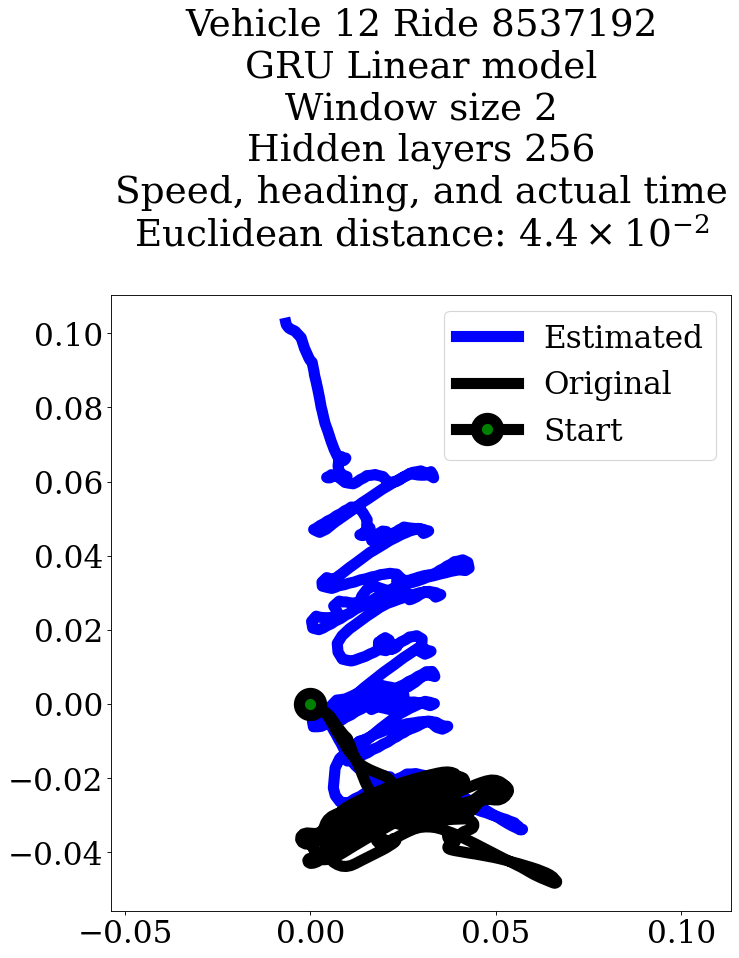 Vehicle 12 Ride 8537192
GRU Linear model
Window size 2
Hidden layers 256
Speed, heading, and actual time
Euclidean distance: 4.4 × 10⁻²
Estimated
Original
Start
0.10
0.08
0.06
0.04
0.02
0.00
−0.02
−0.04
−0.05 0.00 0.05 0.10